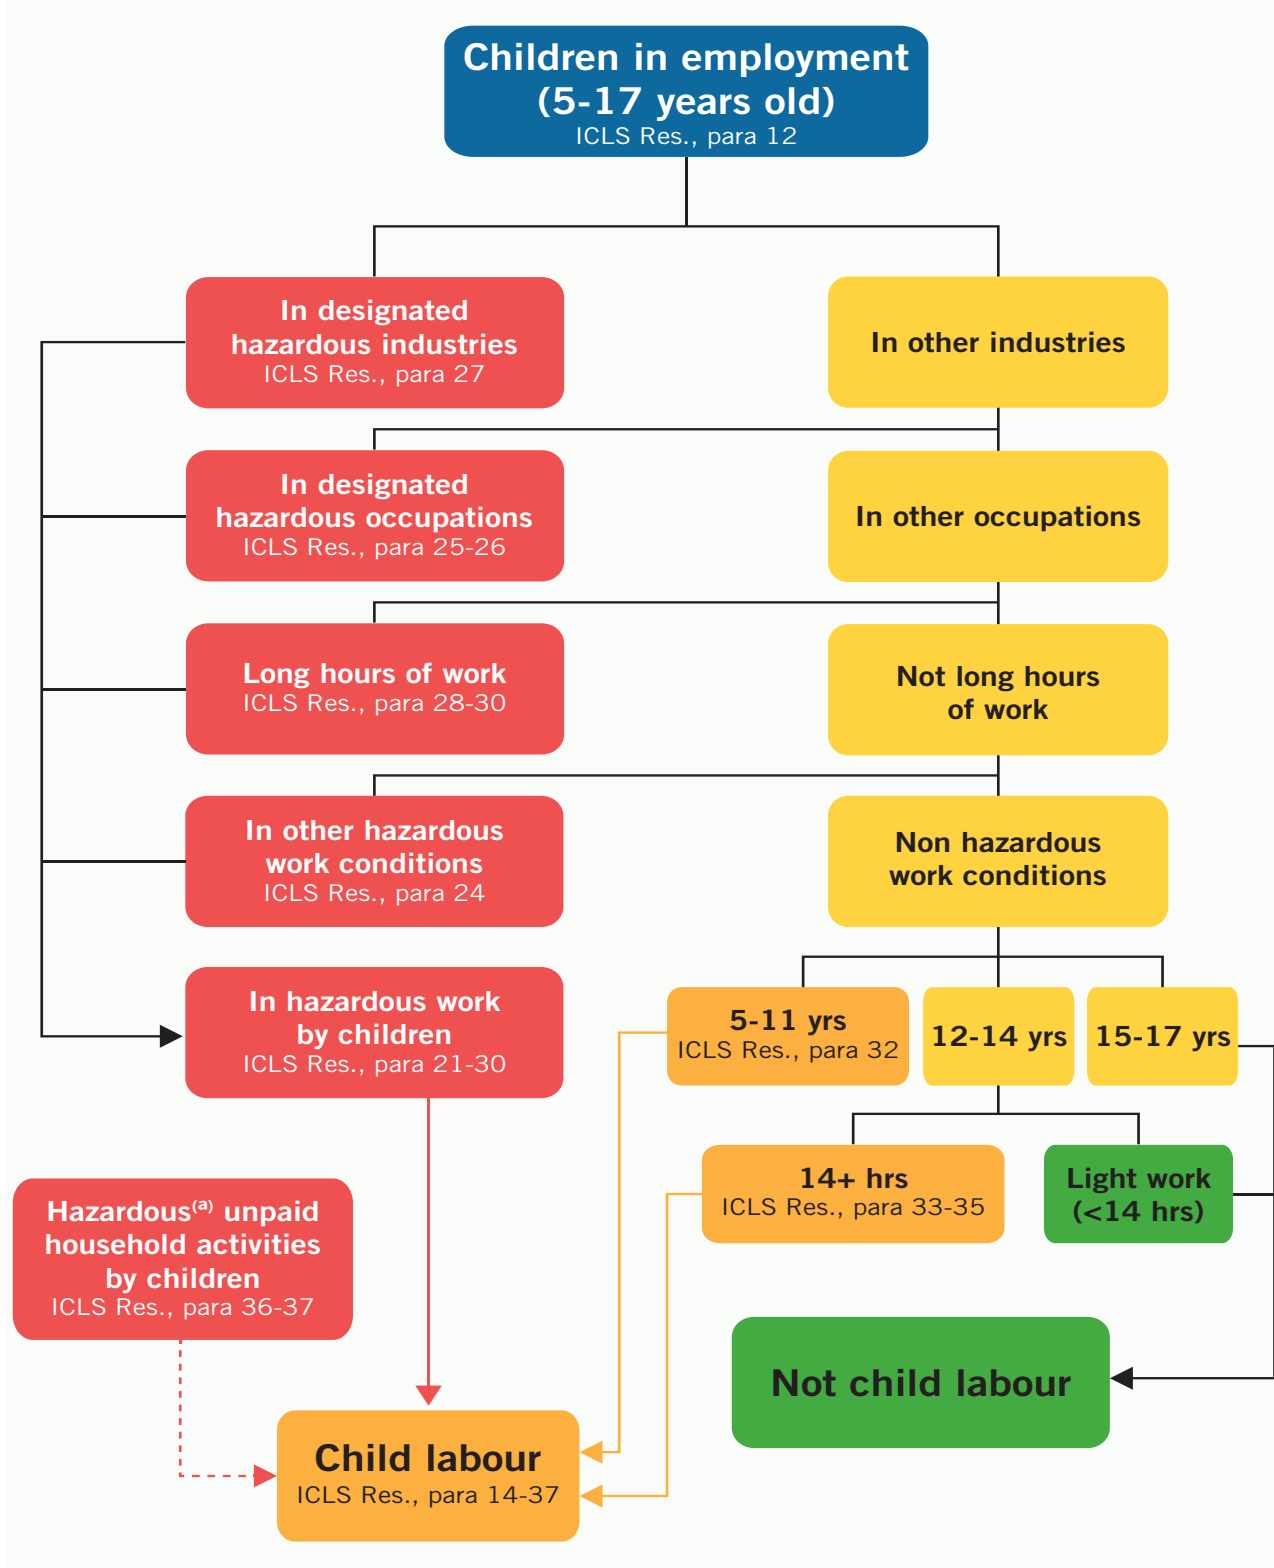 Children in employment
(5-17 years old)
ICLS Res., para 12
In designated
hazardous industries
ICLS Res., para 27
In other industries
In designated
hazardous occupations
ICLS Res., para 25-26
In other occupations
Long hours of work
ICLS Res., para 28-30
Not long hours
of work
In other hazardous
work conditions
ICLS Res., para 24
Non hazardous
work conditions
In hazardous work
by children
ICLS Res., para 21-30
5-11 yrs
ICLS Res., para 32
12-14 yrs
15-17 yrs
14+ hrs
ICLS Res., para 33-35
Light work
(<14 hrs)
Hazardous(a) unpaid
household activities
by children
ICLS Res., para 36-37
Not child labour
Child labour
ICLS Res., para 14-37